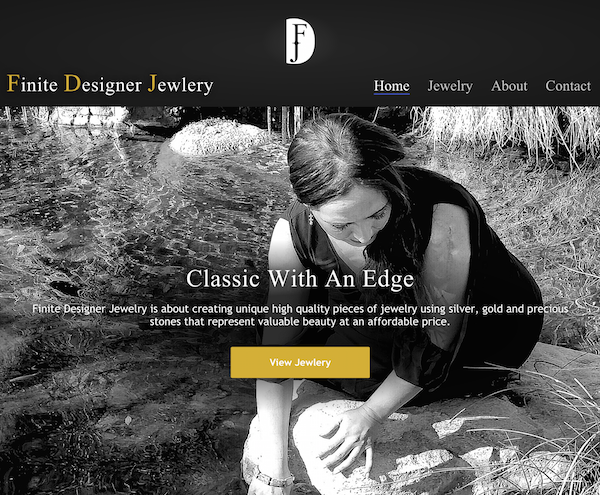 FJ
Finite Designer Jewlery
Home Jewelry About Contact
Classic With An Edge
Finite Designer Jewelry is about creating unique high quality pieces of jewelry using silver, gold and precious
stones that represent valuable beauty at an affordable price.
View Jewlery